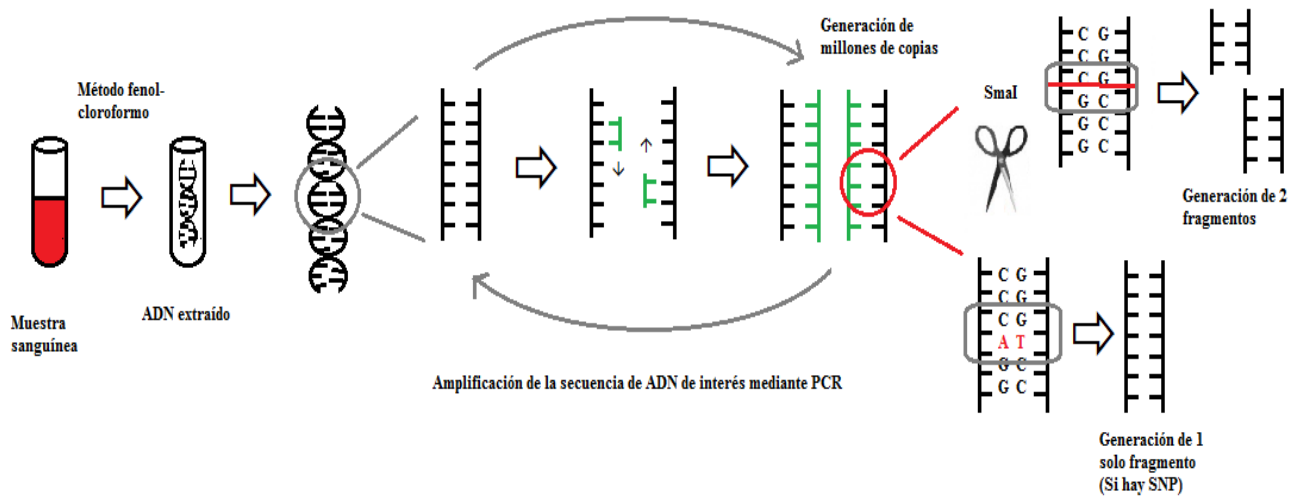 Muestra
sanguínea
Método fenol-
cloroformo
ADN extraído
Amplificación de la secuencia de ADN de interés mediante PCR
Generación de
millones de copias
SmaI
C G
C G
C G
G C
G C
G C
Generación de 2
fragmentos
C G
C G
C G
A T
G C
G C
Generación de 1
solo fragmento
(Si hay SNP)